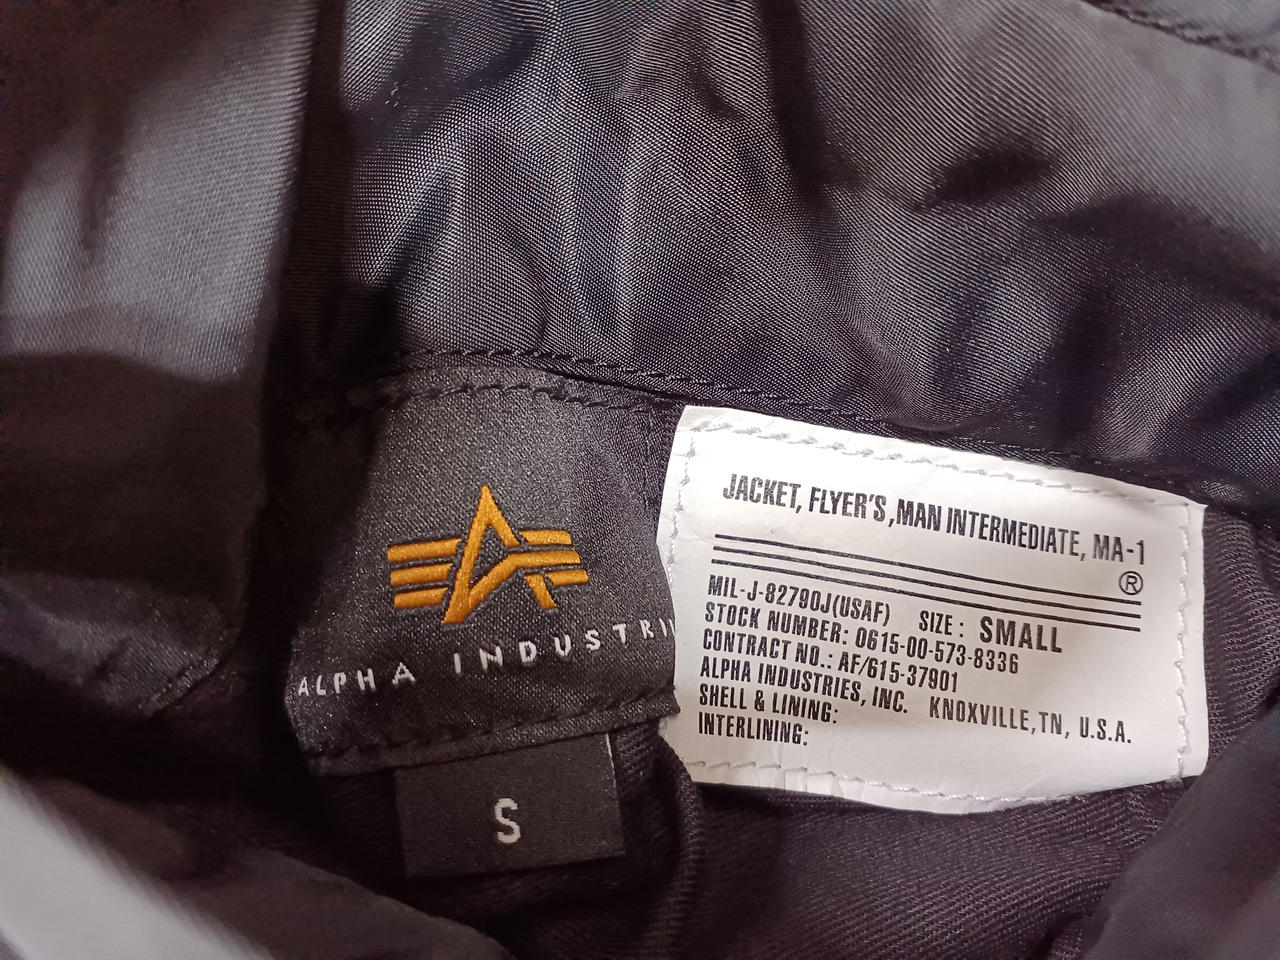 ALPHA INDUSTRI
S
JACKET, FLYER'S, MAN INTERMEDIATE, MA-1
®
MIL-J-82790J(USAF) SIZE: SMALL
STOCK NUMBER: 0615-00-573-8336
CONTRACT NO.: AF/615-37901
ALPHA INDUSTRIES, INC. KNOXVILLE, TN, U.S.A.
SHELL & LINING:
INTERLINING: